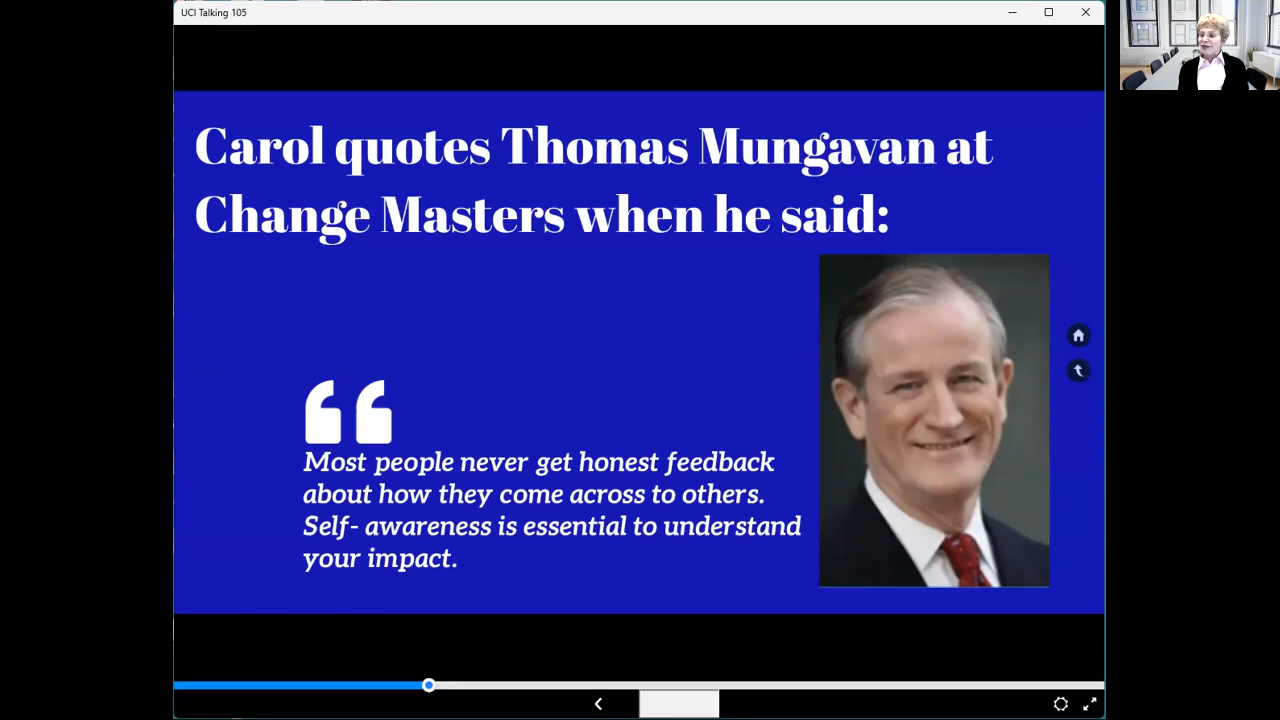 UCI Talking 105
Carol quotes Thomas Mungavan at
Change Masters when he said:
Most people never get honest feedback
about how they come across to others.
Self- awareness is essential to understand
your impact.